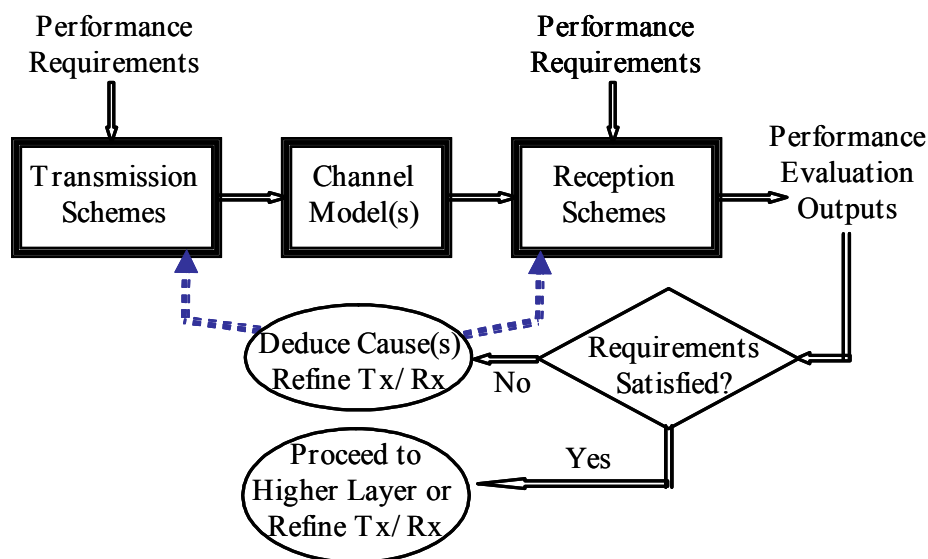 Performance
Requirements
Performance
Requirements
Transmission
Schemes
Channel
Model(s)
Reception
Schemes
Performance
Evaluation
Outputs
Deduce Cause(s)
Refine Tx/ Rx
No
Requirements
Satisfied?
Yes
Proceed to
Higher Layer or
Refine Tx/ Rx